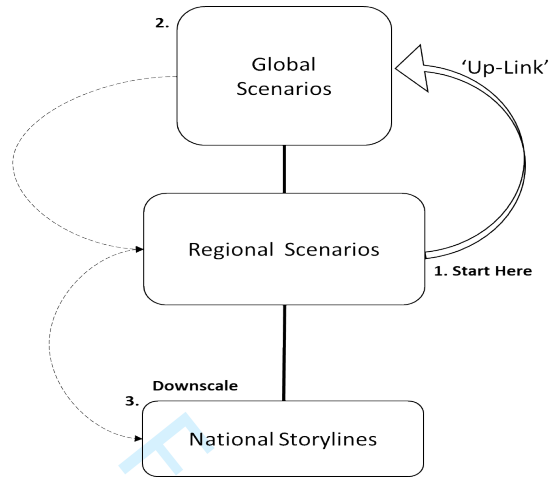 2.
Global
Scenarios
'Up-Link'
Regional Scenarios
1. Start Here
Downscale
3.
National Storylines
F